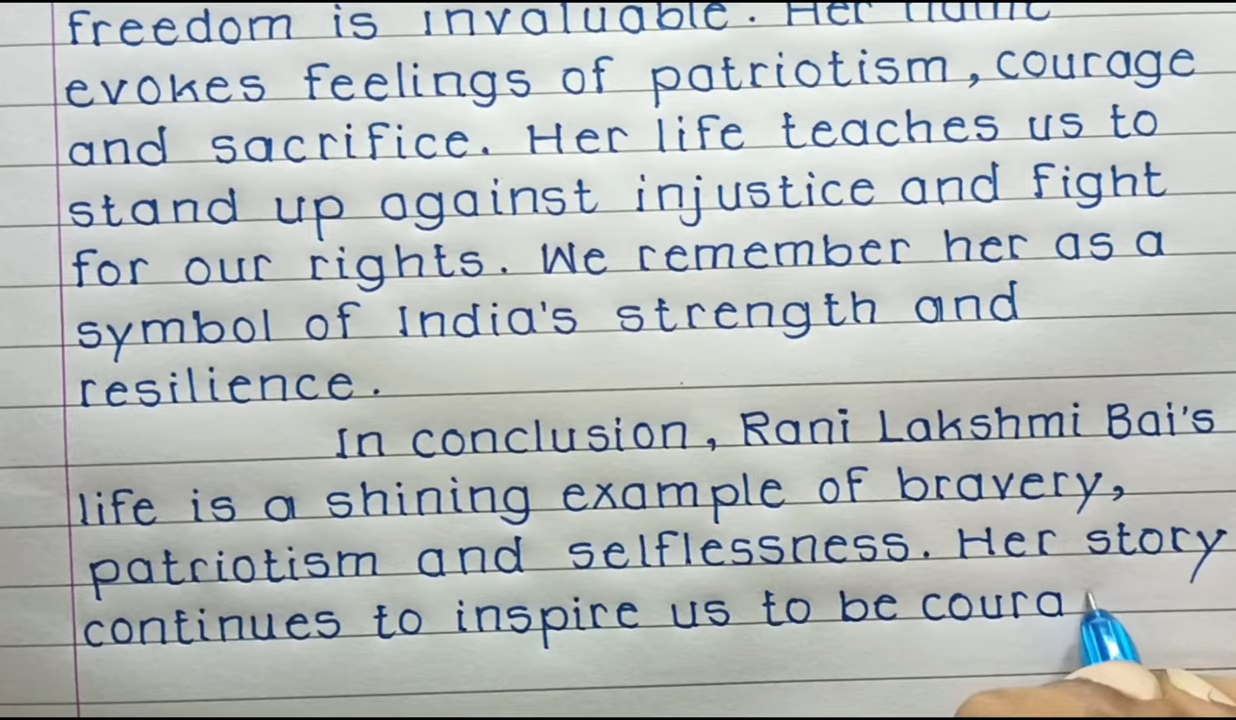 freedom is invaluable. Her name
evokes feelings of patriotism, courage
and sacrifice. Her life teaches us to
stand up against injustice and fight
for our rights. We remember her as a
symbol of India's strength and
resilience.
In conclusion, Rani Lakshmi Bai's
life is a shining example of bravery,
patriotism and selflessness. Her story
continues to inspire us to be coura